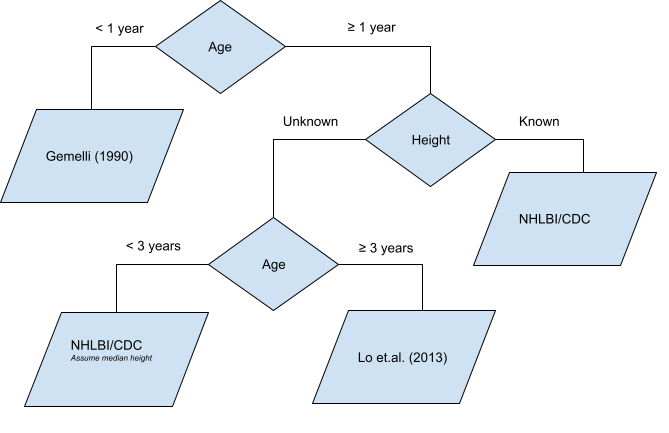 < 1 year
≥ 1 year
Age
Gemelli (1990)
Unknown
Known
Height
NHLBI/CDC
< 3 years
≥ 3 years
Age
NHLBI/CDC
Assume median height
Lo et.al. (2013)